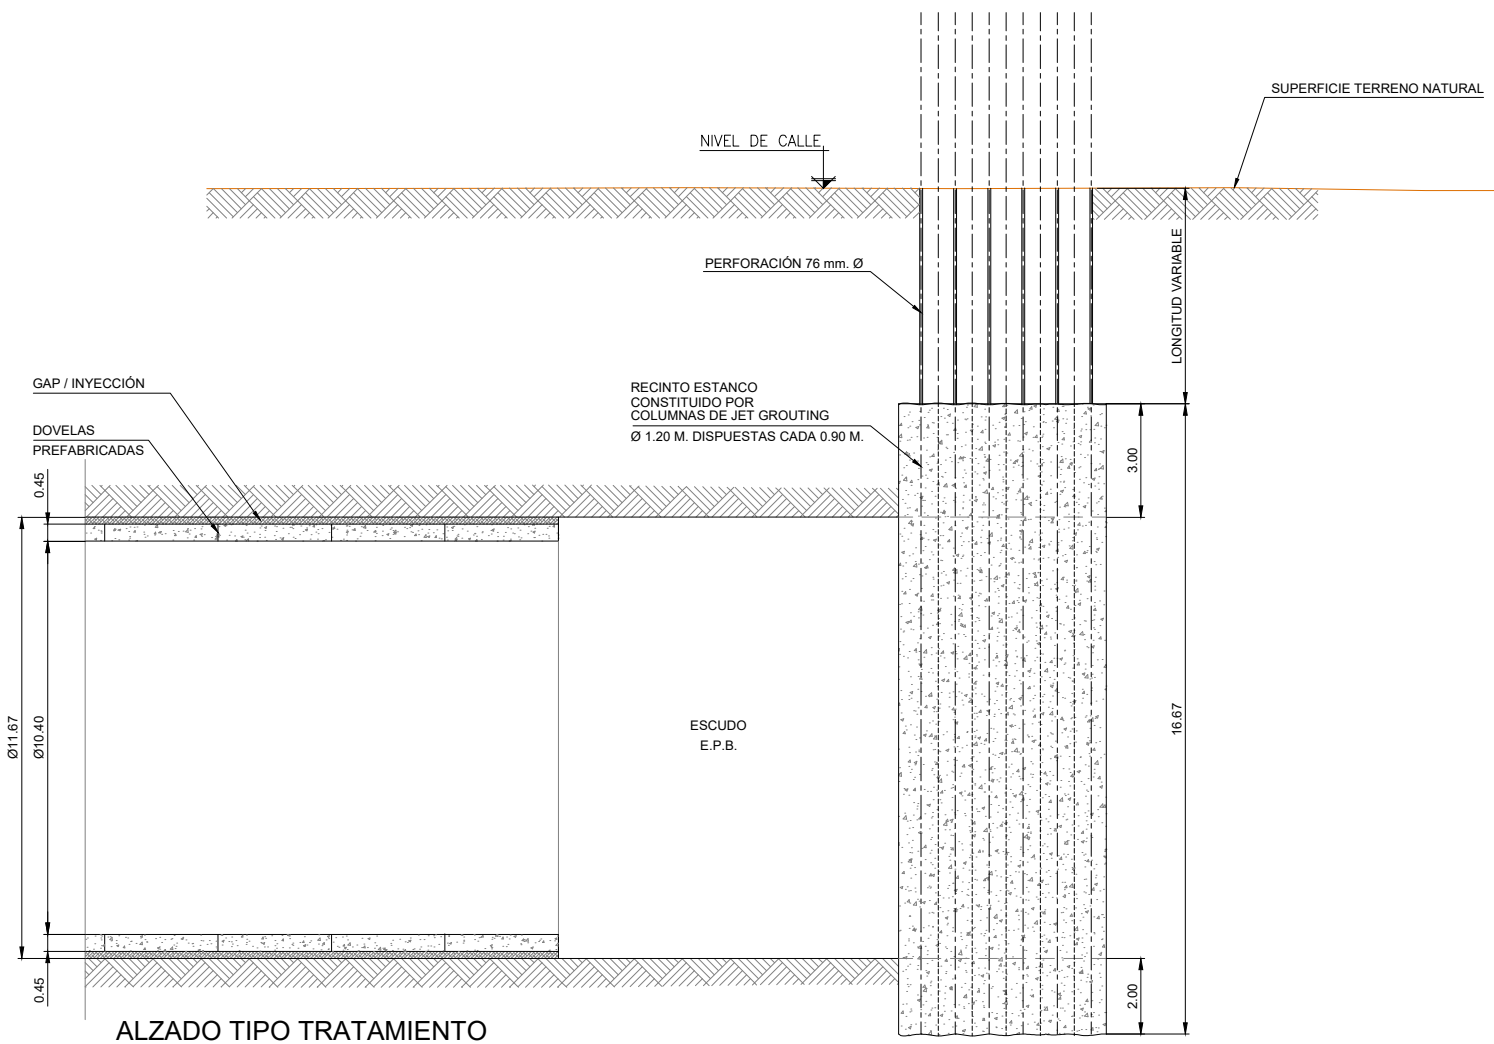 SUPERFICIE TERRENO NATURAL
NIVEL DE CALLE
PERFORACIÓN 76 mm. Ø
LONGITUD VARIABLE
GAP / INYECCIÓN
DOVELAS
PREFABRICADAS
RECINTO ESTANCO
CONSTITUIDO POR
COLUMNAS DE JET GROUTING
Ø 1.20 M. DISPUESTAS CADA 0.90 M.
0.45
3.00
Ø11.67
Ø10.40
ESCUDO
E.P.B.
16.67
0.45
2.00
ALZADO TIPO TRATAMIENTO